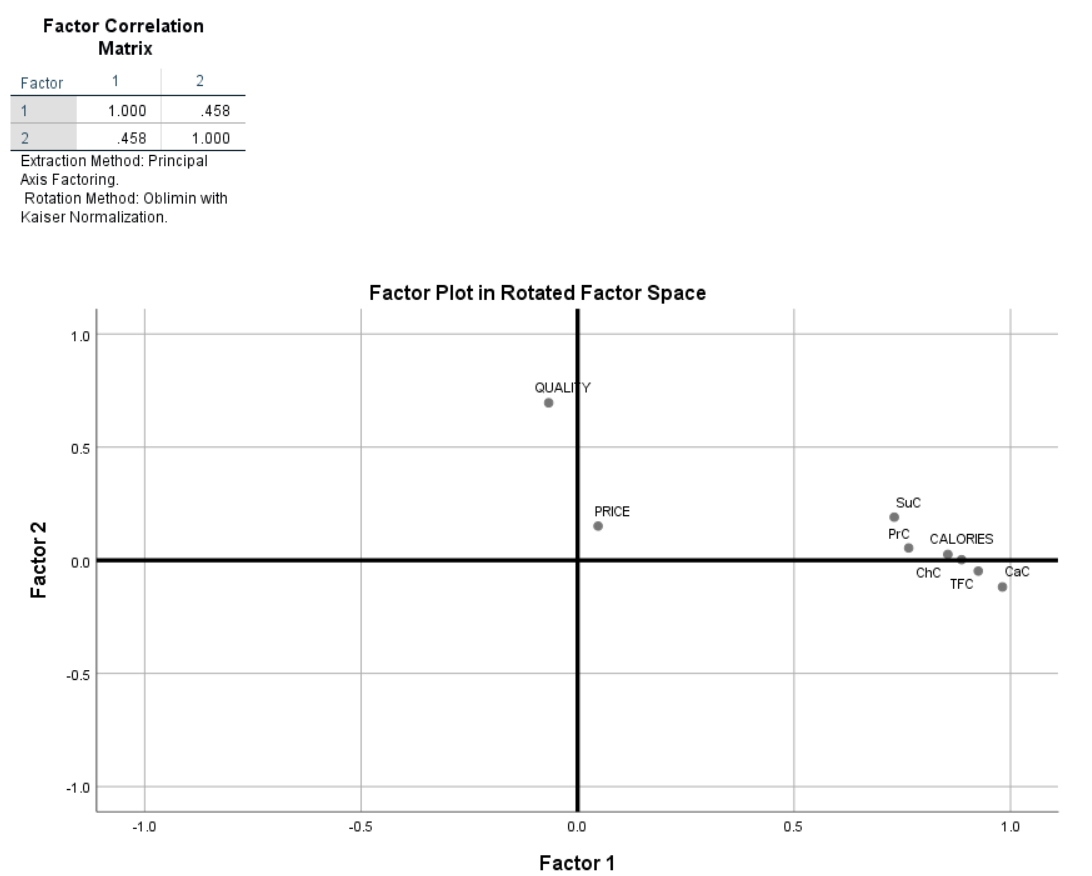 Factor Correlation
Matrix
Factor 1 2
1 1.000 .458
2 .458 1.000
Extraction Method: Principal
Axis Factoring.
Rotation Method: Oblimin with
Kaiser Normalization.
Factor Plot in Rotated Factor Space
1.0
QUALITY
0.5
SuC
PRICE
PrC CALORIES
0.0
ChC CaC
TFC
-0.5
-1.0
Factor 2
-1.0 -0.5 0.0 0.5 1.0
Factor 1